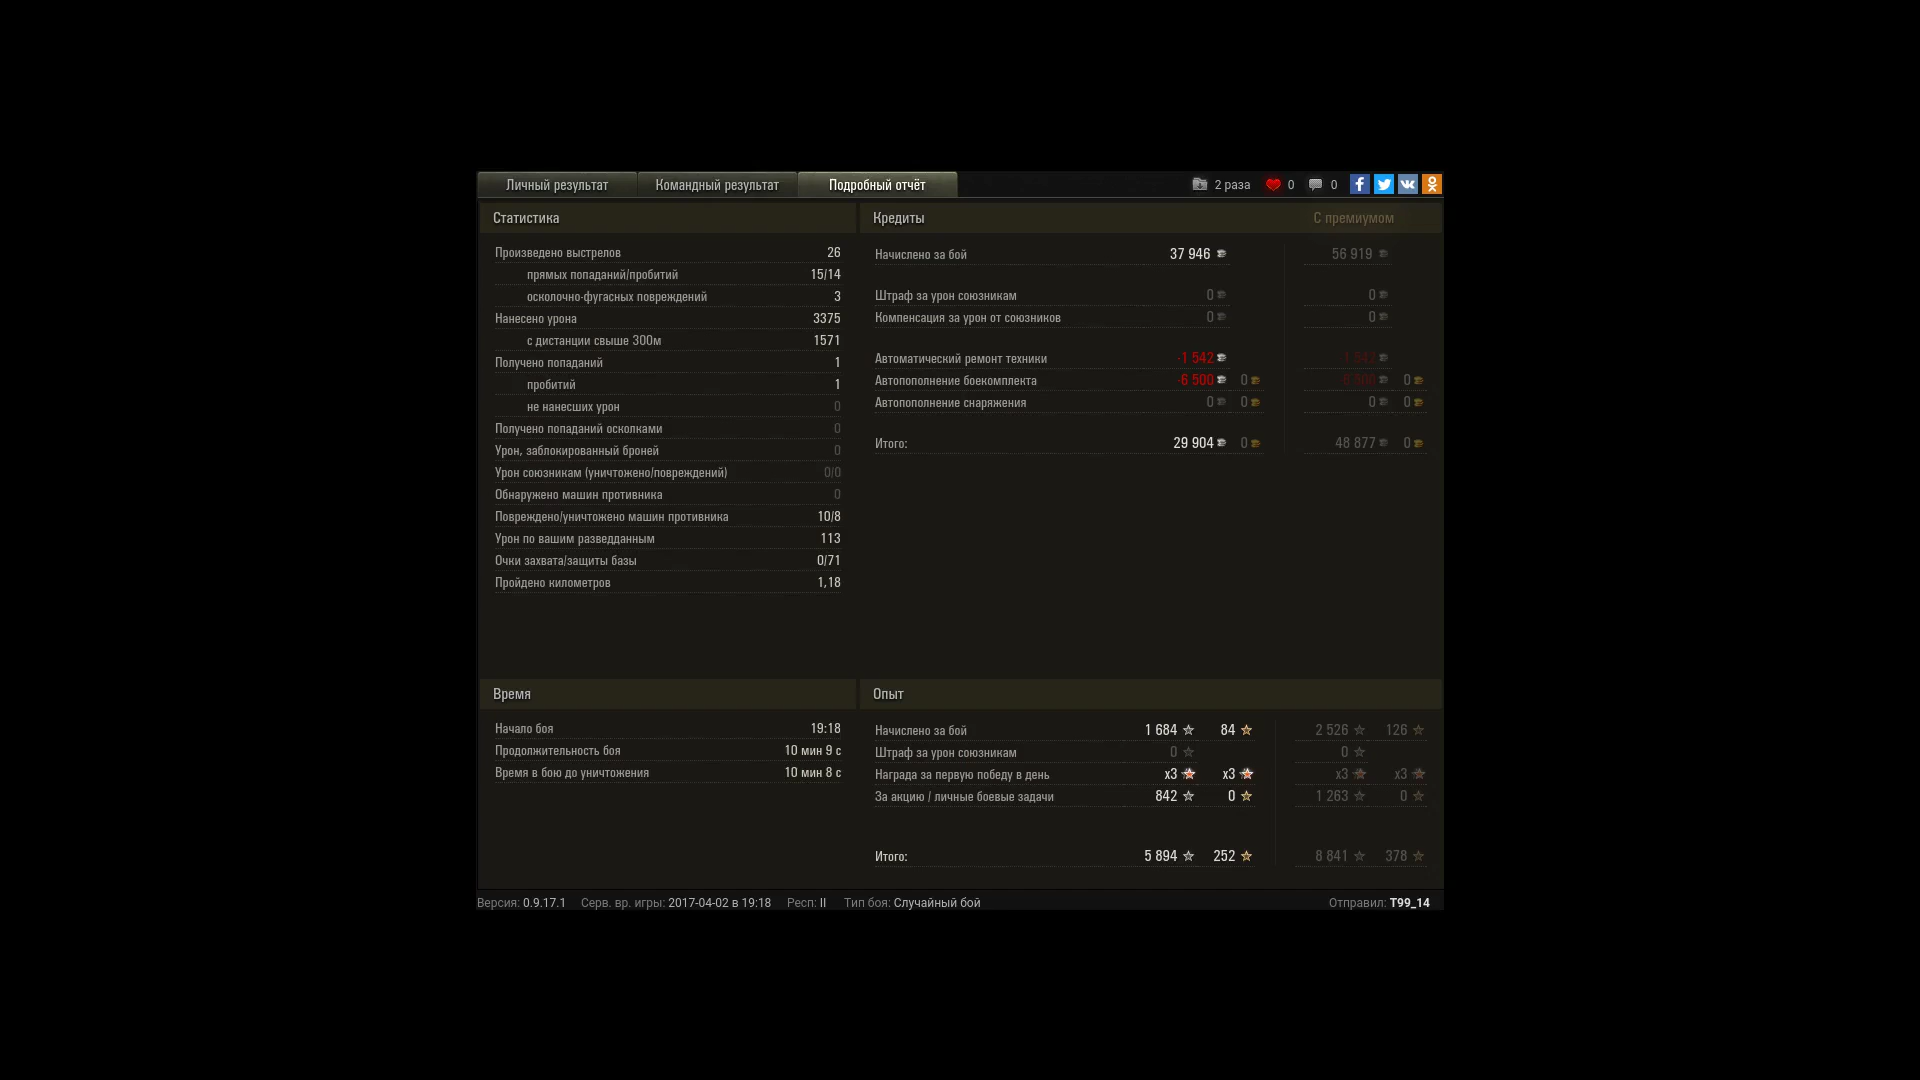 Личный результат Командный результат Подробный отчёт 2 раза 0 0
Статистика
Произведено выстрелов 26
прямых попаданий/пробитий 15/14
осколочно-фугасных повреждений 3
Нанесено урона 3375
с дистанции свыше 300м 1571
Получено попаданий 1
пробитий 1
не нанесших урон 0
Получено попаданий осколками 0
Урон, заблокированный броней 0
Урон союзникам (уничтожено/повреждений) 0/0
Обнаружено машин противника 0
Повреждено/уничтожено машин противника 10/8
Урон по вашим разведданным 113
Очки захвата/защиты базы 0/71
Пройдено километров 1,18
Кредиты С премиумом
Начислено за бой 37 946 56 919
Штраф за урон союзникам 0 0
Компенсация за урон от союзников 0 0
Автоматический ремонт техники -1 542 -1 542
Автопополнение боекомплекта -6 500 0 -6 500 0
Автопополнение снаряжения 0 0 0 0
Итого: 29 904 0 48 877 0
Время
Начало боя 19:18
Продолжительность боя 10 мин 9 с
Время в бою до уничтожения 10 мин 8 с
Опыт
Начислено за бой 1 684 84 2 526 126
Штраф за урон союзникам 0 0
Награда за первую победу в день x3 x3 x3 x3
За акцию / личные боевые задачи 842 0 1 263 0
Итого: 5 894 252 8 841 378
Версия: 0.9.17.1 Серв. вр. игры: 2017-04-02 в 19:18 Респ: II Тип боя: Случайный бой Отправил: T99_14